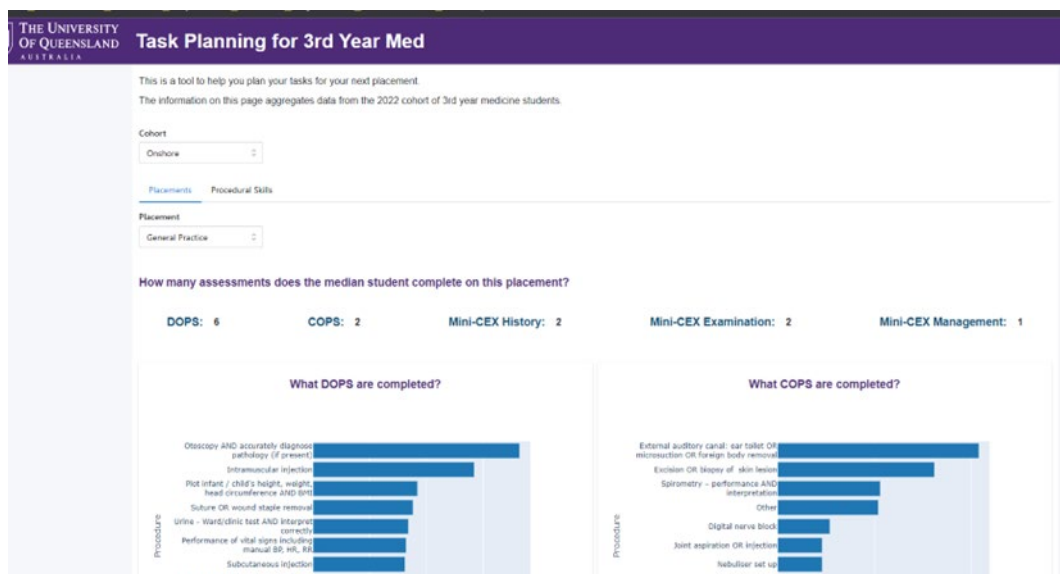 THE UNIVERSITY
OF QUEENSLAND
AUSTRALIA
Task Planning for 3rd Year Med
This is a tool to help you plan your tasks for your next placement.
The information on this page aggregates data from the 2022 cohort of 3rd year medicine students.
Cohort
Onshore
Placements Procedural Skills
Placement
General Practice
How many assessments does the median student complete on this placement?
DOPS: 6 COPS: 2 Mini-CEX History: 2 Mini-CEX Examination: 2 Mini-CEX Management: 1
What DOPS are completed?
Procedure
Otoscopy AND accurately diagnose
pathology (if present)
Intramuscular injection
Plot infant / child's height, weight,
head circumference AND BMI
Suture OR wound staple removal
Urine - Ward/clinic test AND interpret
correctly
Performance of vital signs including
manual BP, HR, RR
Subcutaneous injection
What COPS are completed?
Procedure
External auditory canal: ear toilet OR
microsuction OR foreign body removal
Excision OR biopsy of skin lesion
Spirometry – performance AND
interpretation
Other
Digital nerve block
Joint aspiration OR injection
Nebuliser set up